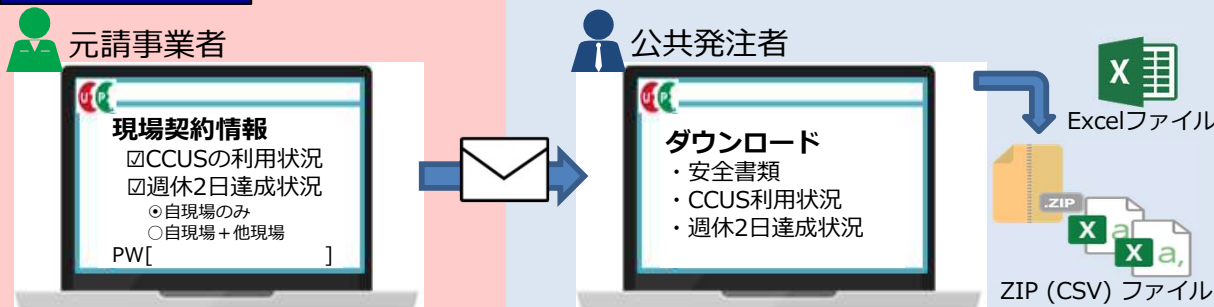 元請事業者
現場契約情報
☑CCUSの利用状況
☑週休2日達成状況
⦿自現場のみ
○自現場＋他現場
PW[ ]
公共発注者
ダウンロード
・安全書類
・CCUS利用状況
・週休2日達成状況
X
Excelファイル
.ZIP
X a
X a,
ZIP (CSV) ファイル